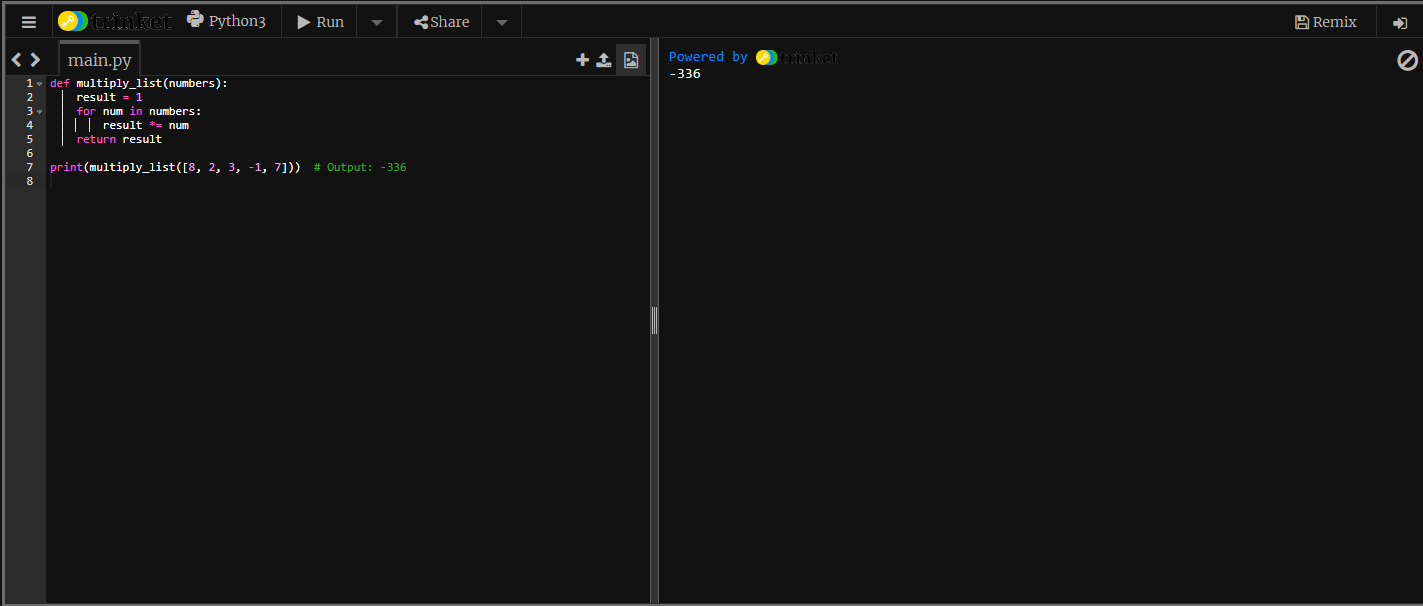 trinket Python3 Run Share Remix
main.py
1 def multiply_list(numbers):
2     result = 1
3     for num in numbers:
4         result *= num
5     return result
6
7 print(multiply_list([8, 2, 3, -1, 7]))  # Output: -336
8
Powered by trinket
-336